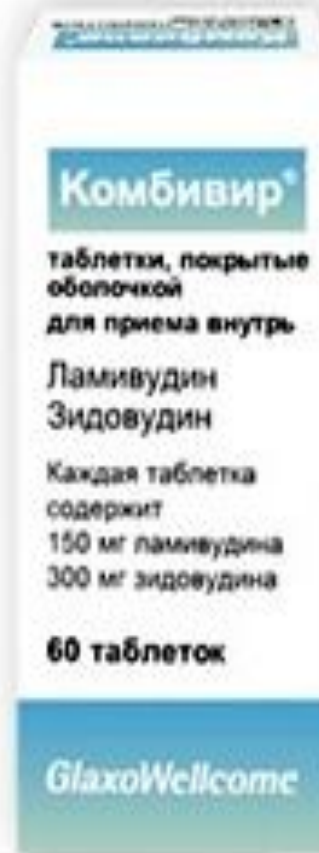 Комбивир®
таблетки, покрытые
оболочкой
для приема внутрь
Ламивудин
Зидовудин
Каждая таблетка
содержит
150 мг ламивудина
300 мг зидовудина
60 таблеток
GlaxoWellcome